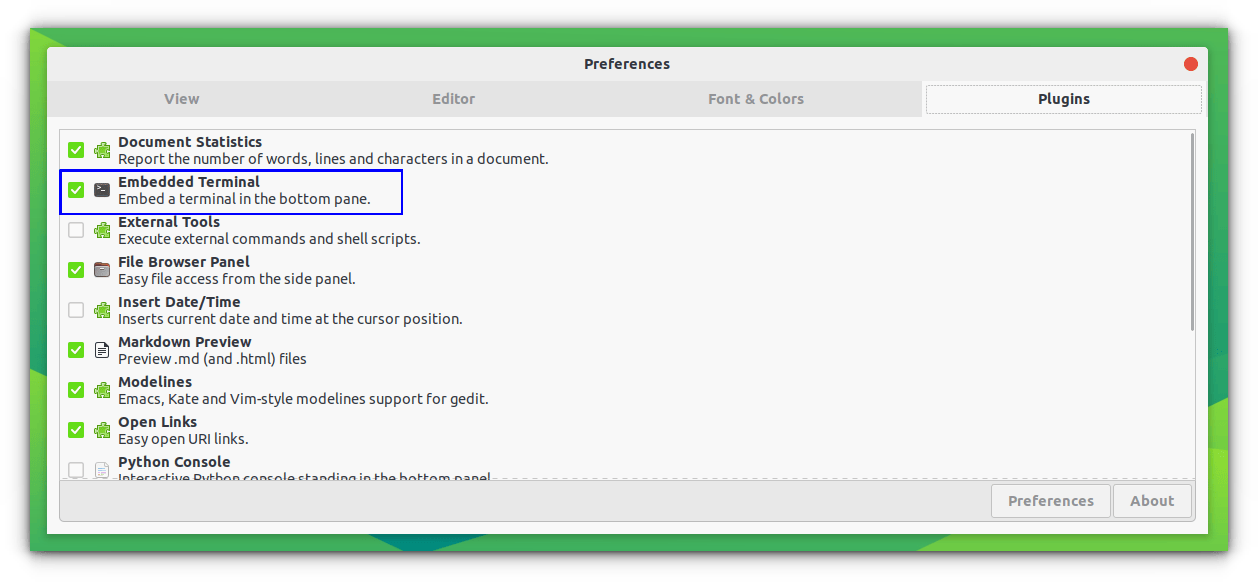 Preferences
View Editor Font & Colors Plugins
Document Statistics
Report the number of words, lines and characters in a document.
Embedded Terminal
Embed a terminal in the bottom pane.
External Tools
Execute external commands and shell scripts.
File Browser Panel
Easy file access from the side panel.
Insert Date/Time
Inserts current date and time at the cursor position.
Markdown Preview
Preview .md (and .html) files
Modelines
Emacs, Kate and Vim-style modelines support for gedit.
Open Links
Easy open URI links.
Python Console
Interactive Python console standing in the bottom panel
Preferences About